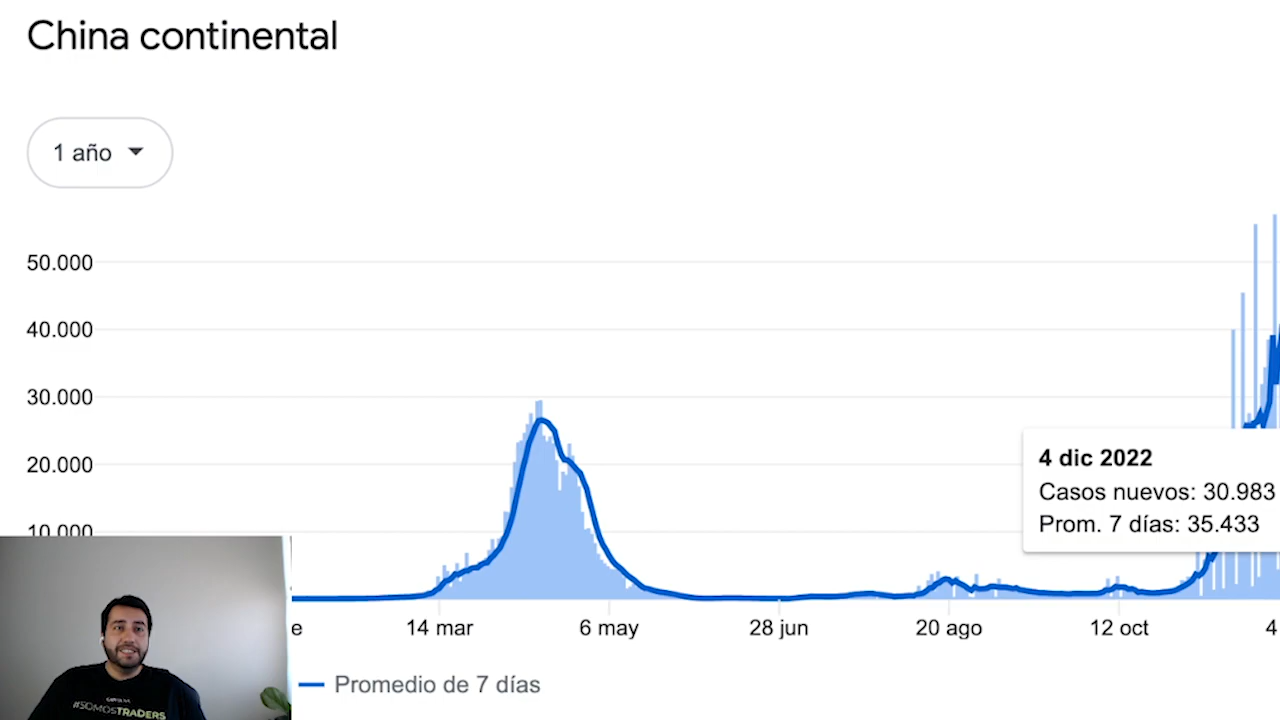 China continental
1 año
50.000
40.000
30.000
20.000
10.000
4 dic 2022
Casos nuevos: 30.983
Prom. 7 días: 35.433
e
14 mar
6 may
28 jun
20 ago
12 oct
4
Promedio de 7 días
#SOMOSTRADERS